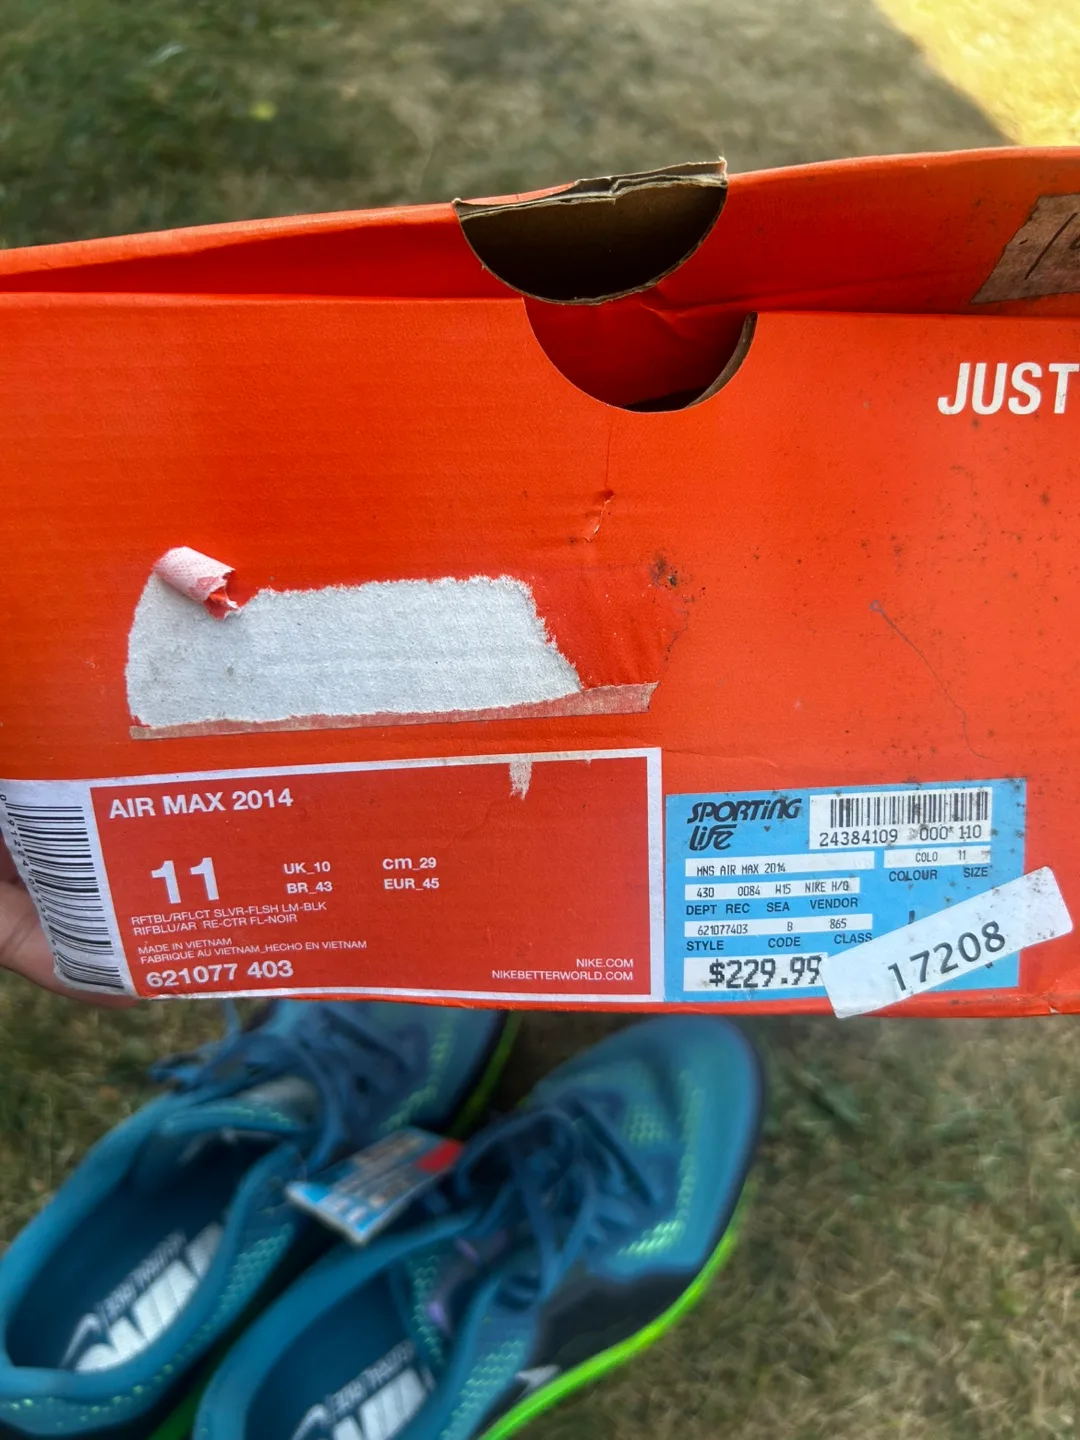 JUST
AIR MAX 2014
11
UK_10
cm_29
BR_43
EUR_45
RFTBL/RFLCT SLVR-FLSH LM-BLK
RIFBLU/AR RE-CTR FL-NOIR
MADE IN VIETNAM
FABRIQUE AU VIETNAM_HECHO EN VIETNAM
621077 403
NIKE.COM
NIKEBETTERWORLD.COM
SPORTiNG
LiFE
24384109 000* 110
MNS AIR MAX 2014
COLO 11
COLOUR SIZE
430 0084 H15 NIKE H/G
DEPT REC SEA VENDOR
621077403 B 865
STYLE CODE CLASS
$229.99
17208